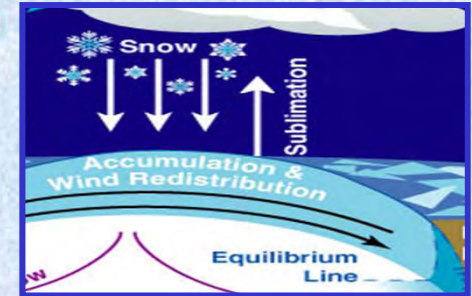 Snow
Sublimation
Accumulation &
Wind Redistribution
Equilibrium
Line